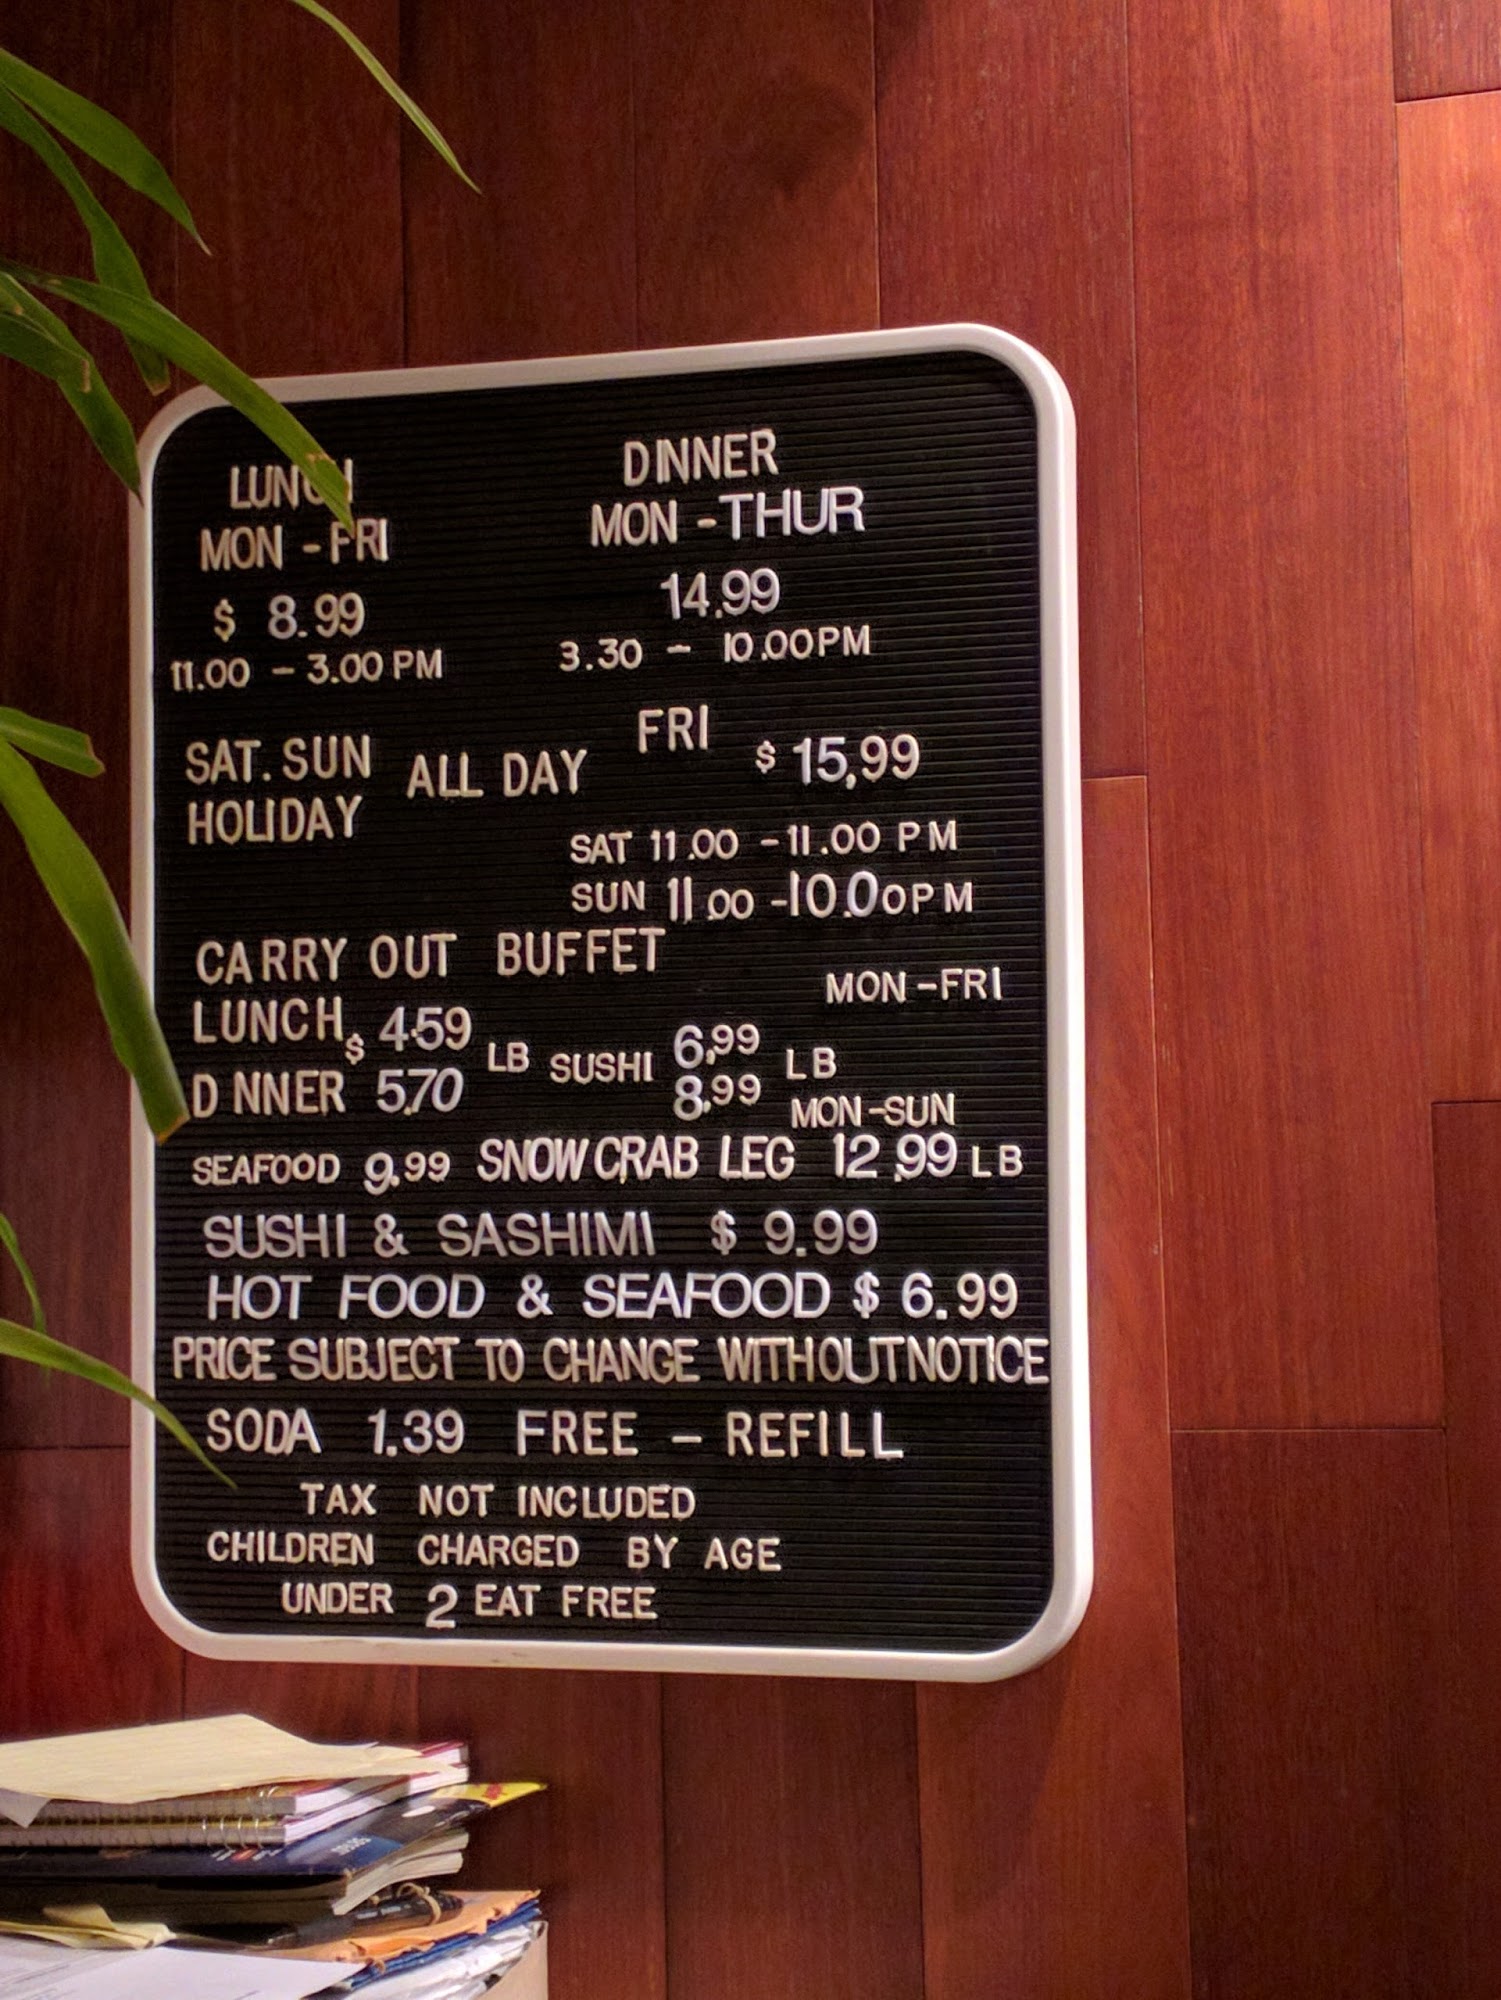 LUNCH
MON - FRI
$ 8.99
11.00 - 3.00 PM
DINNER
MON - THUR
14.99
3.30 - 10.00PM
FRI
SAT. SUN ALL DAY $ 15,99
HOLIDAY
SAT 11.00 - 11.00 PM
SUN 11.00 - 10.00PM
CARRY OUT BUFFET
MON - FRI
LUNCH $ 4.59 LB SUSHI 6,99 LB
D NNER 5.70 8,99 MON-SUN
SEAFOOD 9.99 SNOW CRAB LEG 12.99 LB
SUSHI & SASHIMI $ 9.99
HOT FOOD & SEAFOOD $ 6.99
PRICE SUBJECT TO CHANGE WITHOUT NOTICE
SODA 1.39 FREE - REFILL
TAX NOT INCLUDED
CHILDREN CHARGED BY AGE
UNDER 2 EAT FREE